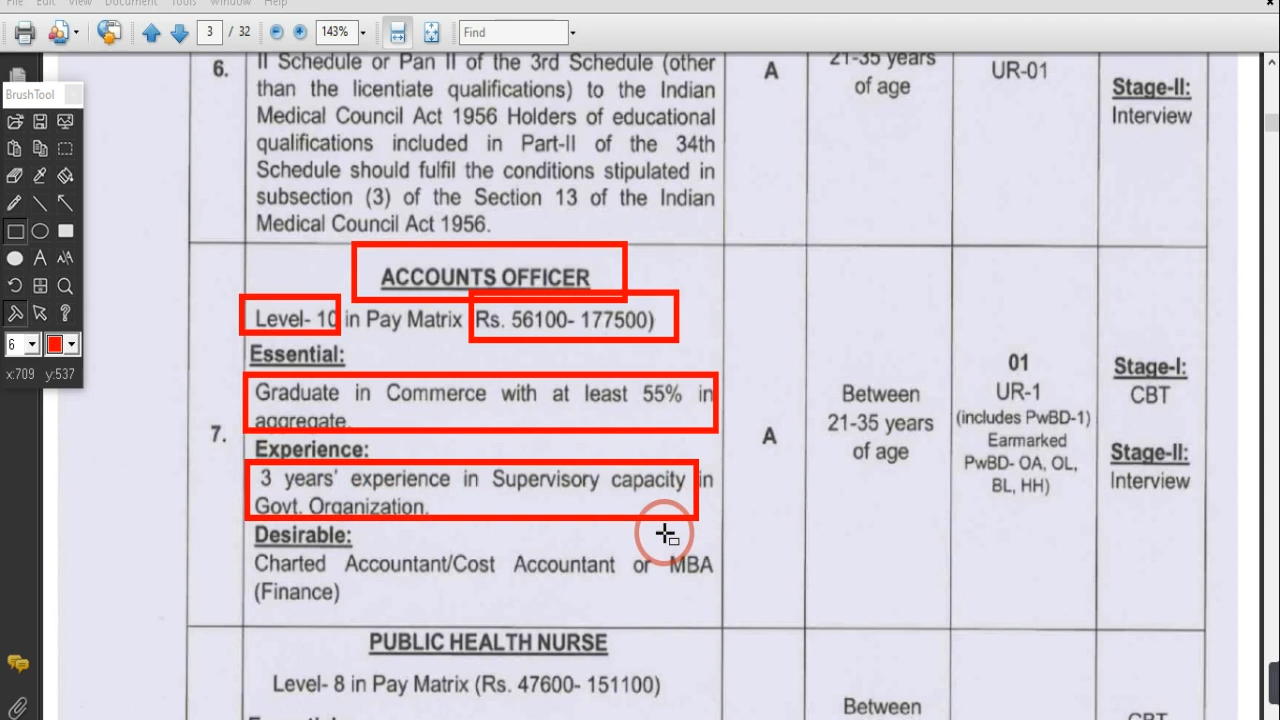 File Edit View Document Tools Window Help
3 / 32 143% Find
BrushTool
6
x:709 y:537
6.
II Schedule or Pan II of the 3rd Schedule (other
than the licentiate qualifications) to the Indian
Medical Council Act 1956 Holders of educational
qualifications included in Part-II of the 34th
Schedule should fulfil the conditions stipulated in
subsection (3) of the Section 13 of the Indian
Medical Council Act 1956.
A
21-35 years
of age
UR-01
Stage-II:
Interview
7.
ACCOUNTS OFFICER
Level- 10 in Pay Matrix Rs. 56100- 177500)
Essential:
Graduate in Commerce with at least 55% in
aggregate.
Experience:
3 years' experience in Supervisory capacity in
Govt. Organization.
Desirable:
Charted Accountant/Cost Accountant or MBA
(Finance)
A
Between
21-35 years
of age
01
UR-1
(includes PwBD-1)
Earmarked
PwBD- OA, OL,
BL, HH)
Stage-I:
CBT
Stage-II:
Interview
PUBLIC HEALTH NURSE
Level- 8 in Pay Matrix (Rs. 47600- 151100)
Essential:
Between
CBT